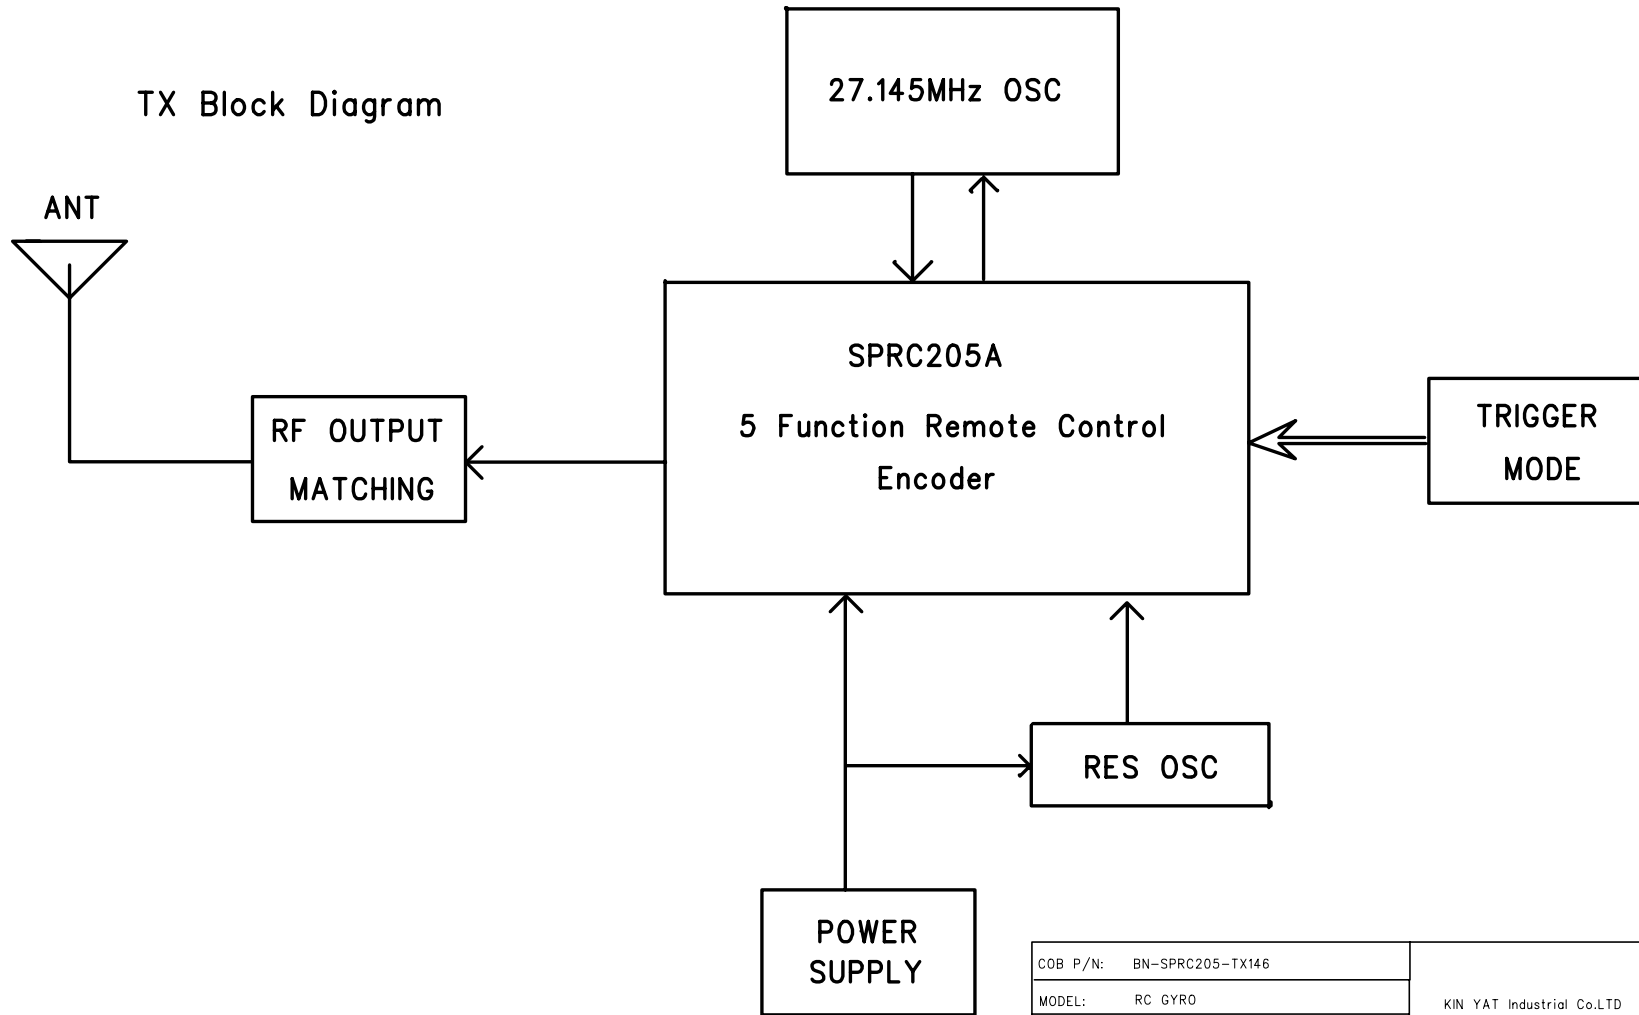 27.145MHz OSC
TX Block Diagram
ANT
SPRC205A
5 Function Remote Control
Encoder
RF OUTPUT
MATCHING
TRIGGER
MODE
RES OSC
POWER
SUPPLY
COB P/N: BN-SPRC205-TX146
MODEL: RC GYRO
KIN YAT Industrial Co.LTD